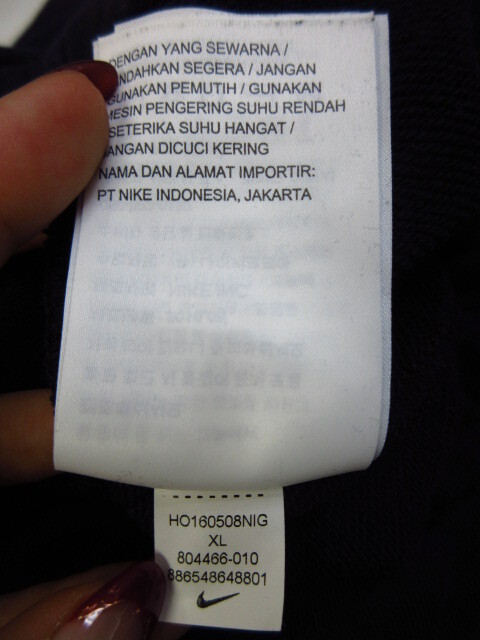 DENGAN YANG SEWARNA /
NDAHKAN SEGERA / JANGAN
GUNAKAN PEMUTIH / GUNAKAN
MESIN PENGERING SUHU RENDAH
SETERIKA SUHU HANGAT /
JANGAN DICUCI KERING
NAMA DAN ALAMAT IMPORTIR:
PT NIKE INDONESIA, JAKARTA
HO160508NIG
XL
804466-010
886548648801